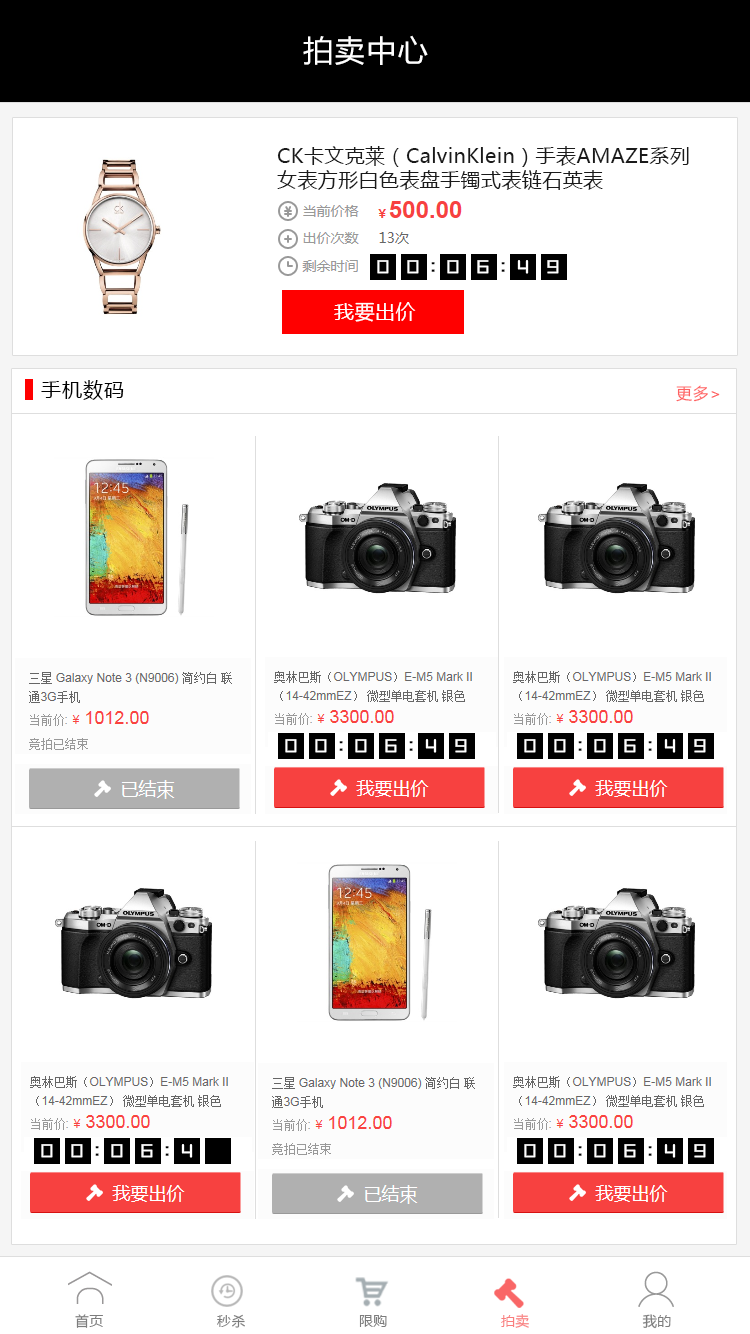 拍卖中心
CK卡文克莱（CalvinKlein）手表AMAZE系列
女表方形白色表盘手镯式表链石英表
当前价格 ¥500.00
出价次数 13次
剩余时间 00:06:49
我要出价
手机数码
更多>
12:45
三星 Galaxy Note 3 (N9006) 简约白 联
通3G手机
当前价: ¥ 1012.00
竞拍已结束
已结束
OLYMPUS
OM-D
奥林巴斯（OLYMPUS）E-M5 Mark II
（14-42mmEZ） 微型单电套机 银色
当前价: ¥ 3300.00
00:06:49
我要出价
OLYMPUS
OM-D
奥林巴斯（OLYMPUS）E-M5 Mark II
（14-42mmEZ） 微型单电套机 银色
当前价: ¥ 3300.00
00:06:49
我要出价
OLYMPUS
OM-D
奥林巴斯（OLYMPUS）E-M5 Mark II
（14-42mmEZ） 微型单电套机 银色
当前价: ¥ 3300.00
00:06:4
我要出价
12:45
三星 Galaxy Note 3 (N9006) 简约白 联
通3G手机
当前价: ¥ 1012.00
竞拍已结束
已结束
OLYMPUS
OM-D
奥林巴斯（OLYMPUS）E-M5 Mark II
（14-42mmEZ） 微型单电套机 银色
当前价: ¥ 3300.00
00:06:49
我要出价
首页
秒杀
限购
拍卖
我的